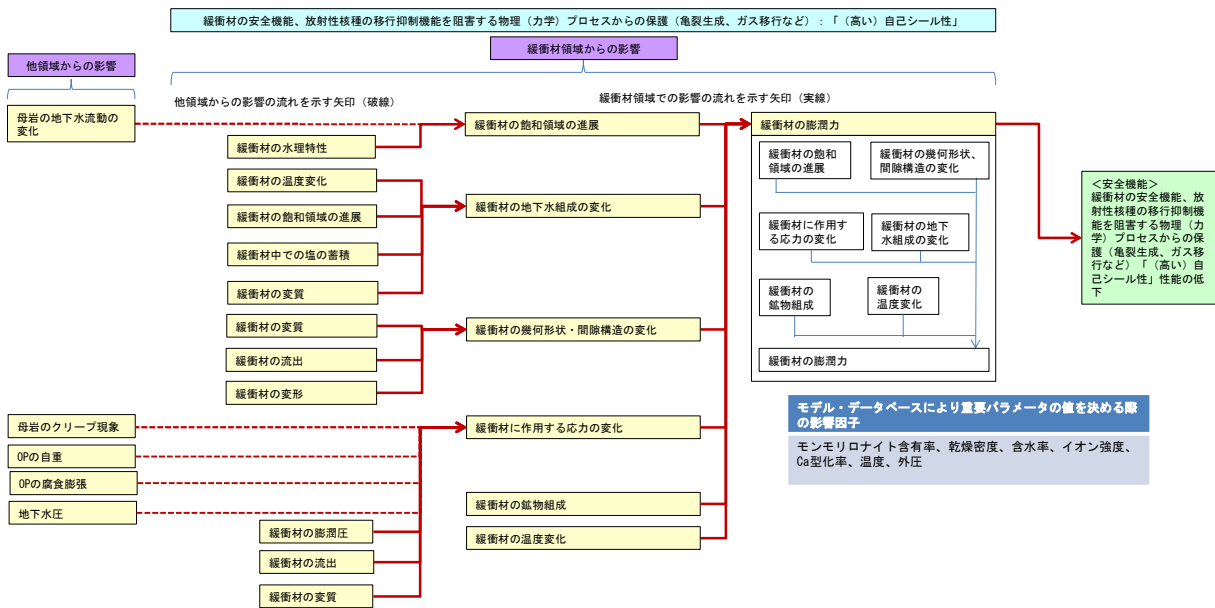 緩衝材の安全機能、放射性核種の移行抑制機能を阻害する物理（力学）プロセスからの保護（亀裂生成、ガス移行など）：「（高い）自己シール性」
緩衝材領域からの影響
他領域からの影響
他領域からの影響の流れを示す矢印（破線）
緩衝材領域での影響の流れを示す矢印（実線）
母岩の地下水流動の
変化
緩衝材の水理特性
緩衝材の温度変化
緩衝材の飽和領域の進展
緩衝材中での塩の蓄積
緩衝材の変質
緩衝材の変質
緩衝材の流出
緩衝材の変形
母岩のクリープ現象
OPの自重
OPの腐食膨張
地下水圧
緩衝材の膨潤圧
緩衝材の流出
緩衝材の変質
緩衝材の飽和領域の進展
緩衝材の地下水組成の変化
緩衝材の幾何形状・間隙構造の変化
緩衝材に作用する応力の変化
緩衝材の鉱物組成
緩衝材の温度変化
緩衝材の膨潤力
緩衝材の飽和
領域の進展
緩衝材の幾何形状、
間隙構造の変化
緩衝材に作用す
る応力の変化
緩衝材の地下
水組成の変化
緩衝材の
鉱物組成
緩衝材の
温度変化
緩衝材の膨潤力
＜安全機能＞
緩衝材の安全機能、放
射性核種の移行抑制機
能を阻害する物理（力
学）プロセスからの保
護（亀裂生成、ガス移
行など）「（高い）自
己シール性」性能の低
下
モデル・データベースにより重要パラメータの値を決める際
の影響因子
モンモリロナイト含有率、乾燥密度、含水率、イオン強度、
Ca型化率、温度、外圧